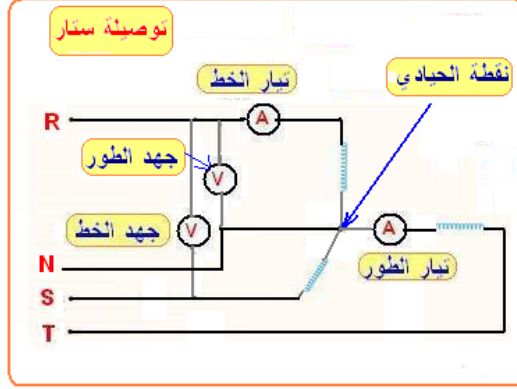 توصيلة ستار
تيار الخط
نقطة الحيادي
R
A
جهد الطور
V
جهد الخط
V
A
N
تيار الطور
S
T